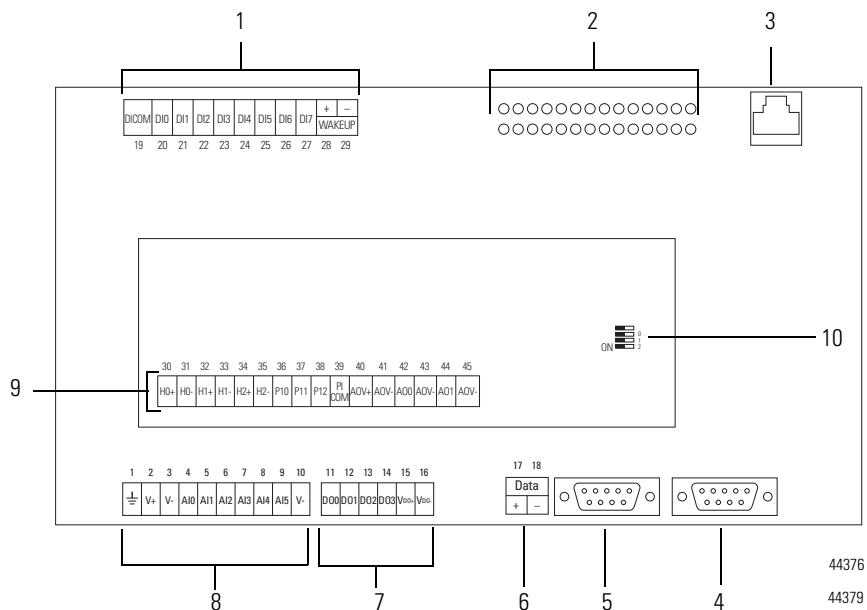 1 2 3
DICOM DI0 DI1 DI2 DI3 DI4 DI5 DI6 DI7 + –
WAKEUP
19 20 21 22 23 24 25 26 27 28 29
0
1
ON 2
10
30 31 32 33 34 35 36 37 38 39 40 41 42 43 44 45
9
H0+ H0- H1+ H1- H2+ H2- P10 P11 P12 PI COM AOV+ AOV- AO0 AOV- AO1 AOV-
1 2 3 4 5 6 7 8 9 10 11 12 13 14 15 16 17 18
V+ V- AI0 AI1 AI2 AI3 AI4 AI5 V- DO0 DO1 DO2 DO3 VDO+ VDO- Data
+ –
44376
8 7 6 5 4 44379